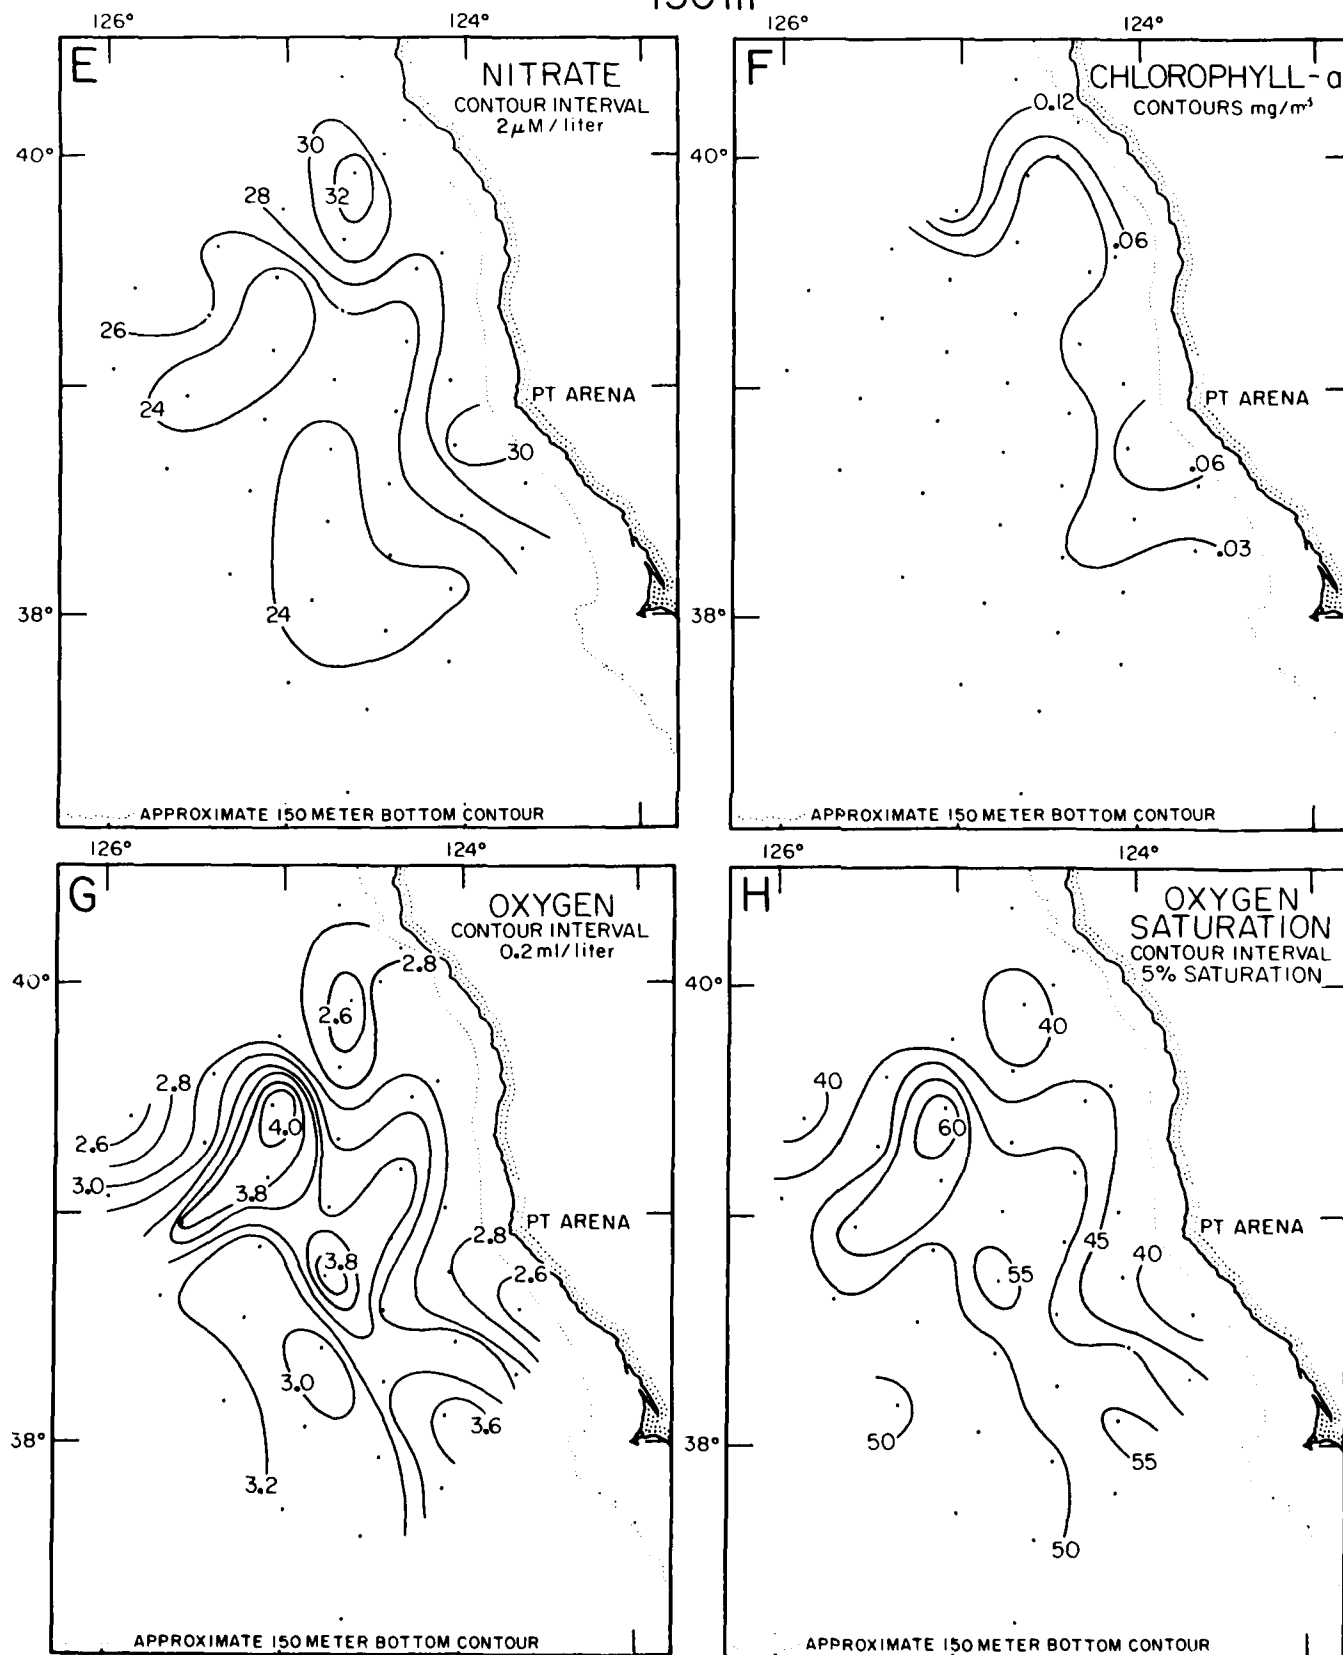 150 m
126°
124°
E
NITRATE
CONTOUR INTERVAL
2µM / liter
40°
30
32
28
26
24
PT ARENA
30
24
38°
APPROXIMATE 150 METER BOTTOM CONTOUR
126°
124°
F
CHLOROPHYLL-a
CONTOURS mg/m³
0.12
40°
.06
PT ARENA
.06
.03
38°
APPROXIMATE 150 METER BOTTOM CONTOUR
126°
124°
G
OXYGEN
CONTOUR INTERVAL
0.2 ml/liter
2.8
40°
2.6
2.8
4.0
2.6
3.0
3.8
PT ARENA
2.8
3.8
2.6
3.0
3.6
38°
3.2
APPROXIMATE 150 METER BOTTOM CONTOUR
126°
124°
H
OXYGEN
SATURATION
CONTOUR INTERVAL
5% SATURATION
40°
40
40
60
PT ARENA
45
40
55
50
55
38°
50
APPROXIMATE 150 METER BOTTOM CONTOUR